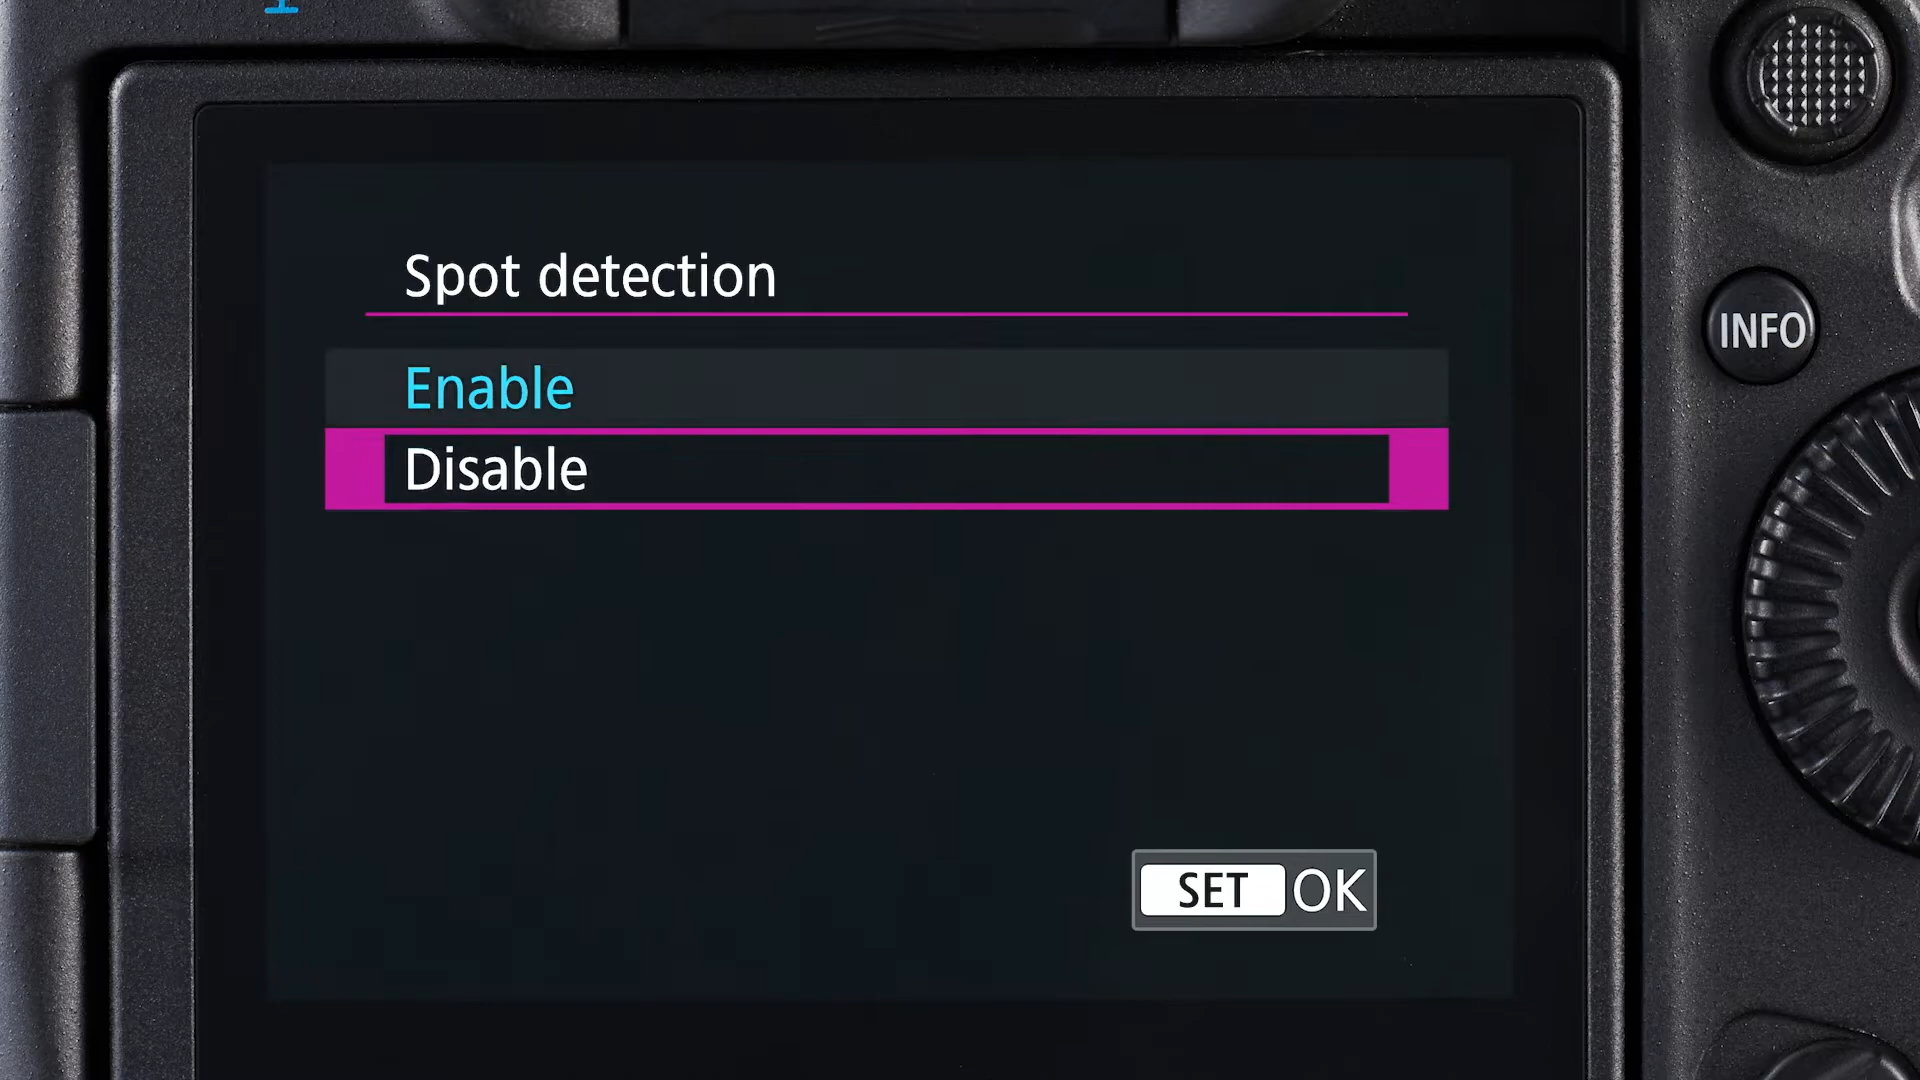 Spot detection
Enable
Disable
SET OK
INFO